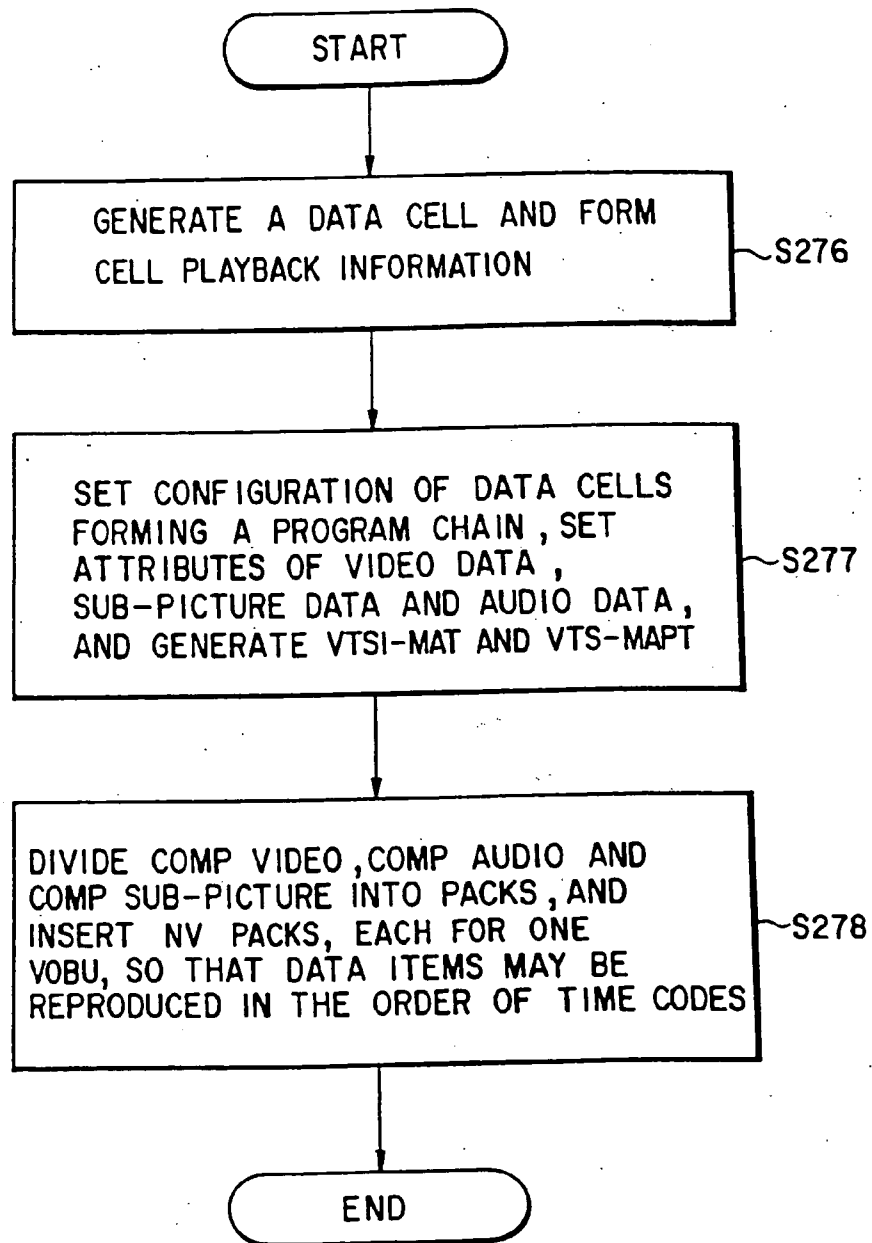 START
GENERATE A DATA CELL AND FORM
CELL PLAYBACK INFORMATION
S276
SET CONFIGURATION OF DATA CELLS
FORMING A PROGRAM CHAIN, SET
ATTRIBUTES OF VIDEO DATA,
SUB-PICTURE DATA AND AUDIO DATA,
AND GENERATE VTSI-MAT AND VTS-MAPT
S277
DIVIDE COMP VIDEO, COMP AUDIO AND
COMP SUB-PICTURE INTO PACKS, AND
INSERT NV PACKS, EACH FOR ONE
VOBU, SO THAT DATA ITEMS MAY BE
REPRODUCED IN THE ORDER OF TIME CODES
S278
END